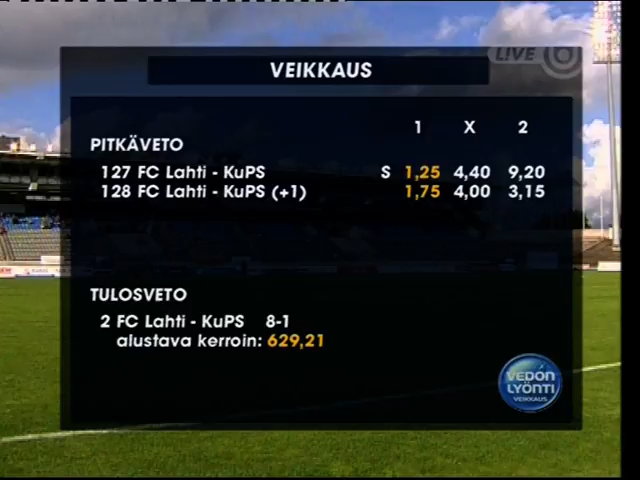 LIVE
VEIKKAUS
1 X 2
PITKÄVETO
127 FC Lahti - KuPS S 1,25 4,40 9,20
128 FC Lahti - KuPS (+1) 1,75 4,00 3,15
TULOSVETO
2 FC Lahti - KuPS 8-1
alustava kerroin: 629,21
VEDON
LYÖNTI
VEIKKAUS